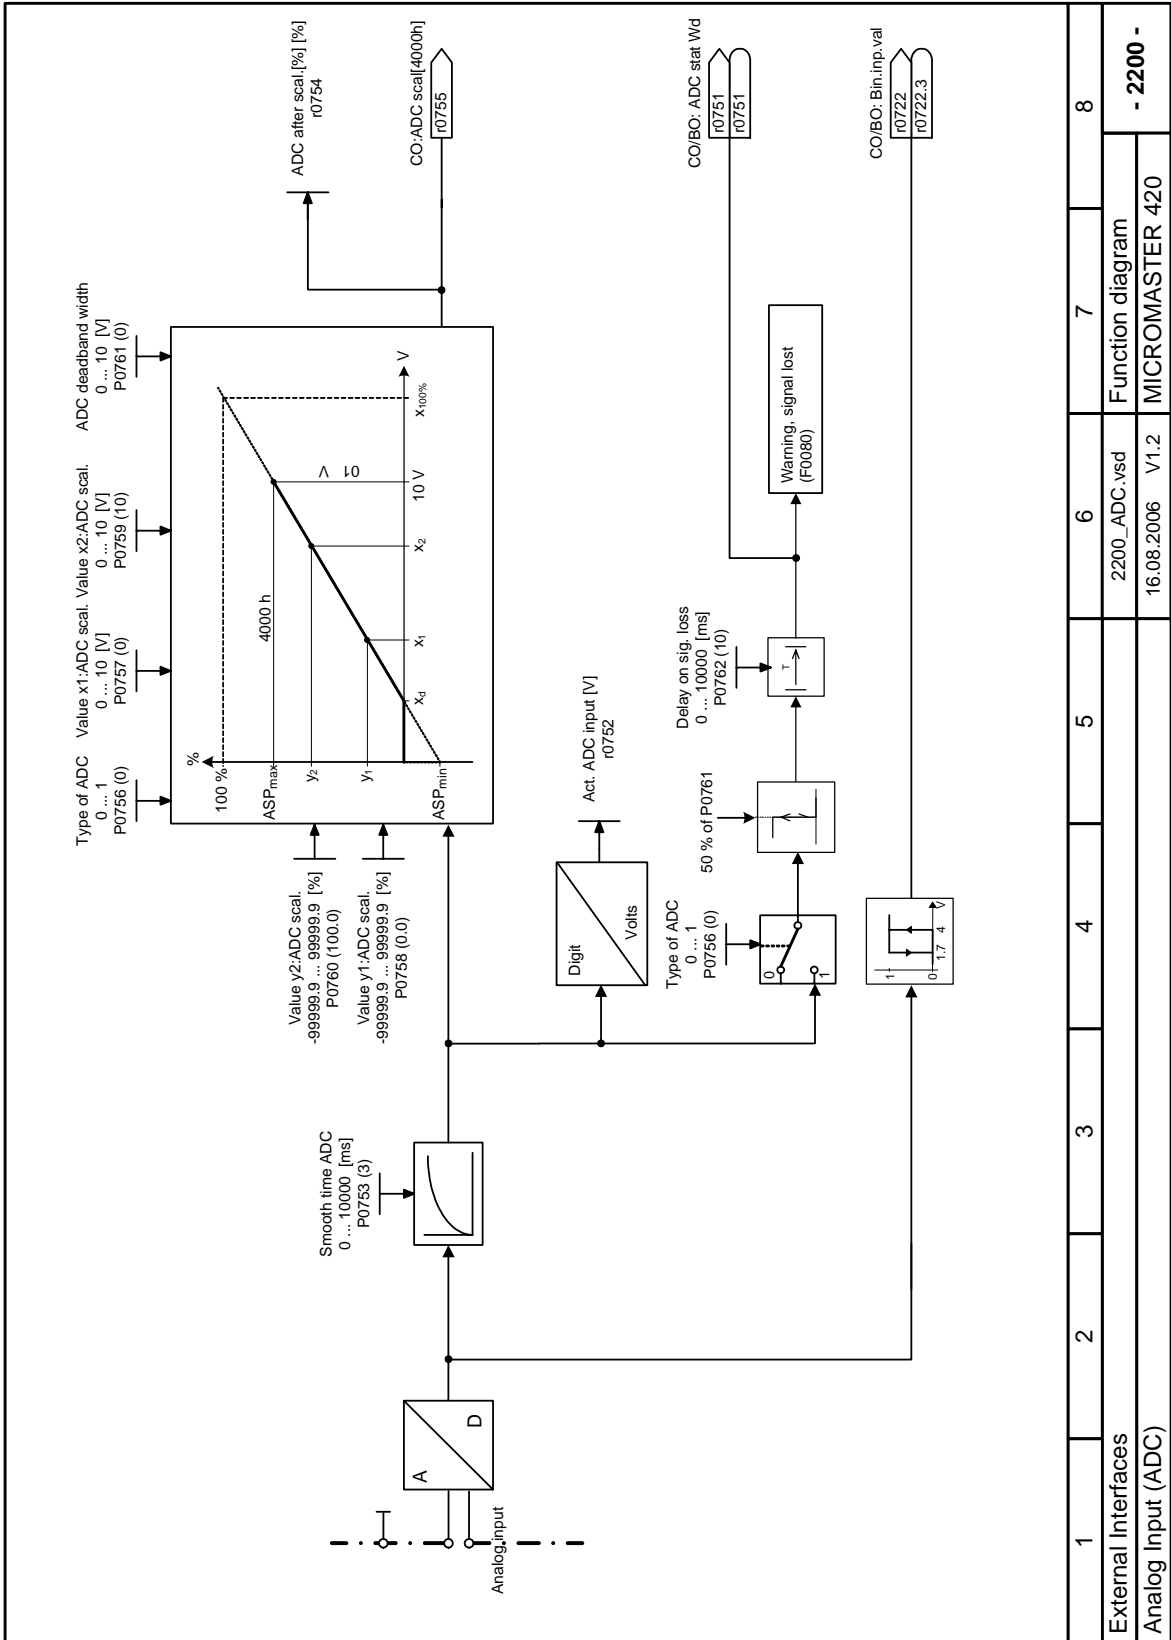 Type of ADC
0 ... 1
P0756 (0)
Value x1:ADC scal.
0 ... 10 [V]
P0757 (0)
Value x2:ADC scal.
0 ... 10 [V]
P0759 (10)
ADC deadband width
0 ... 10 [V]
P0761 (0)
ADC after scal.[%] [%]
r0754
CO:ADC scal[4000h]
r0755
%
100 %
ASPmax
y2
y1
ASPmin
4000 h
10 V
xd
x1
x2
10 V
x100%
V
Value y2:ADC scal.
-99999.9 ... 99999.9 [%]
P0760 (100.0)
Value y1:ADC scal.
-99999.9 ... 99999.9 [%]
P0758 (0.0)
Smooth time ADC
0 ... 10000 [ms]
P0753 (3)
A
D
Analog input
Digit
Volts
Act. ADC input [V]
r0752
Type of ADC
0 ... 1
P0756 (0)
0
1
50 % of P0761
Delay on sig. loss
0 ... 10000 [ms]
P0762 (10)
T
Warning, signal lost
(F0080)
CO/BO: ADC stat Wd
r0751
r0751
1
0
1.7
4
V
CO/BO: Bin.inp.val
r0722
r0722.3
1
2
3
4
5
6
7
8
External Interfaces
2200_ADC.vsd
Function diagram
- 2200 -
Analog Input (ADC)
16.08.2006
V1.2
MICROMASTER 420